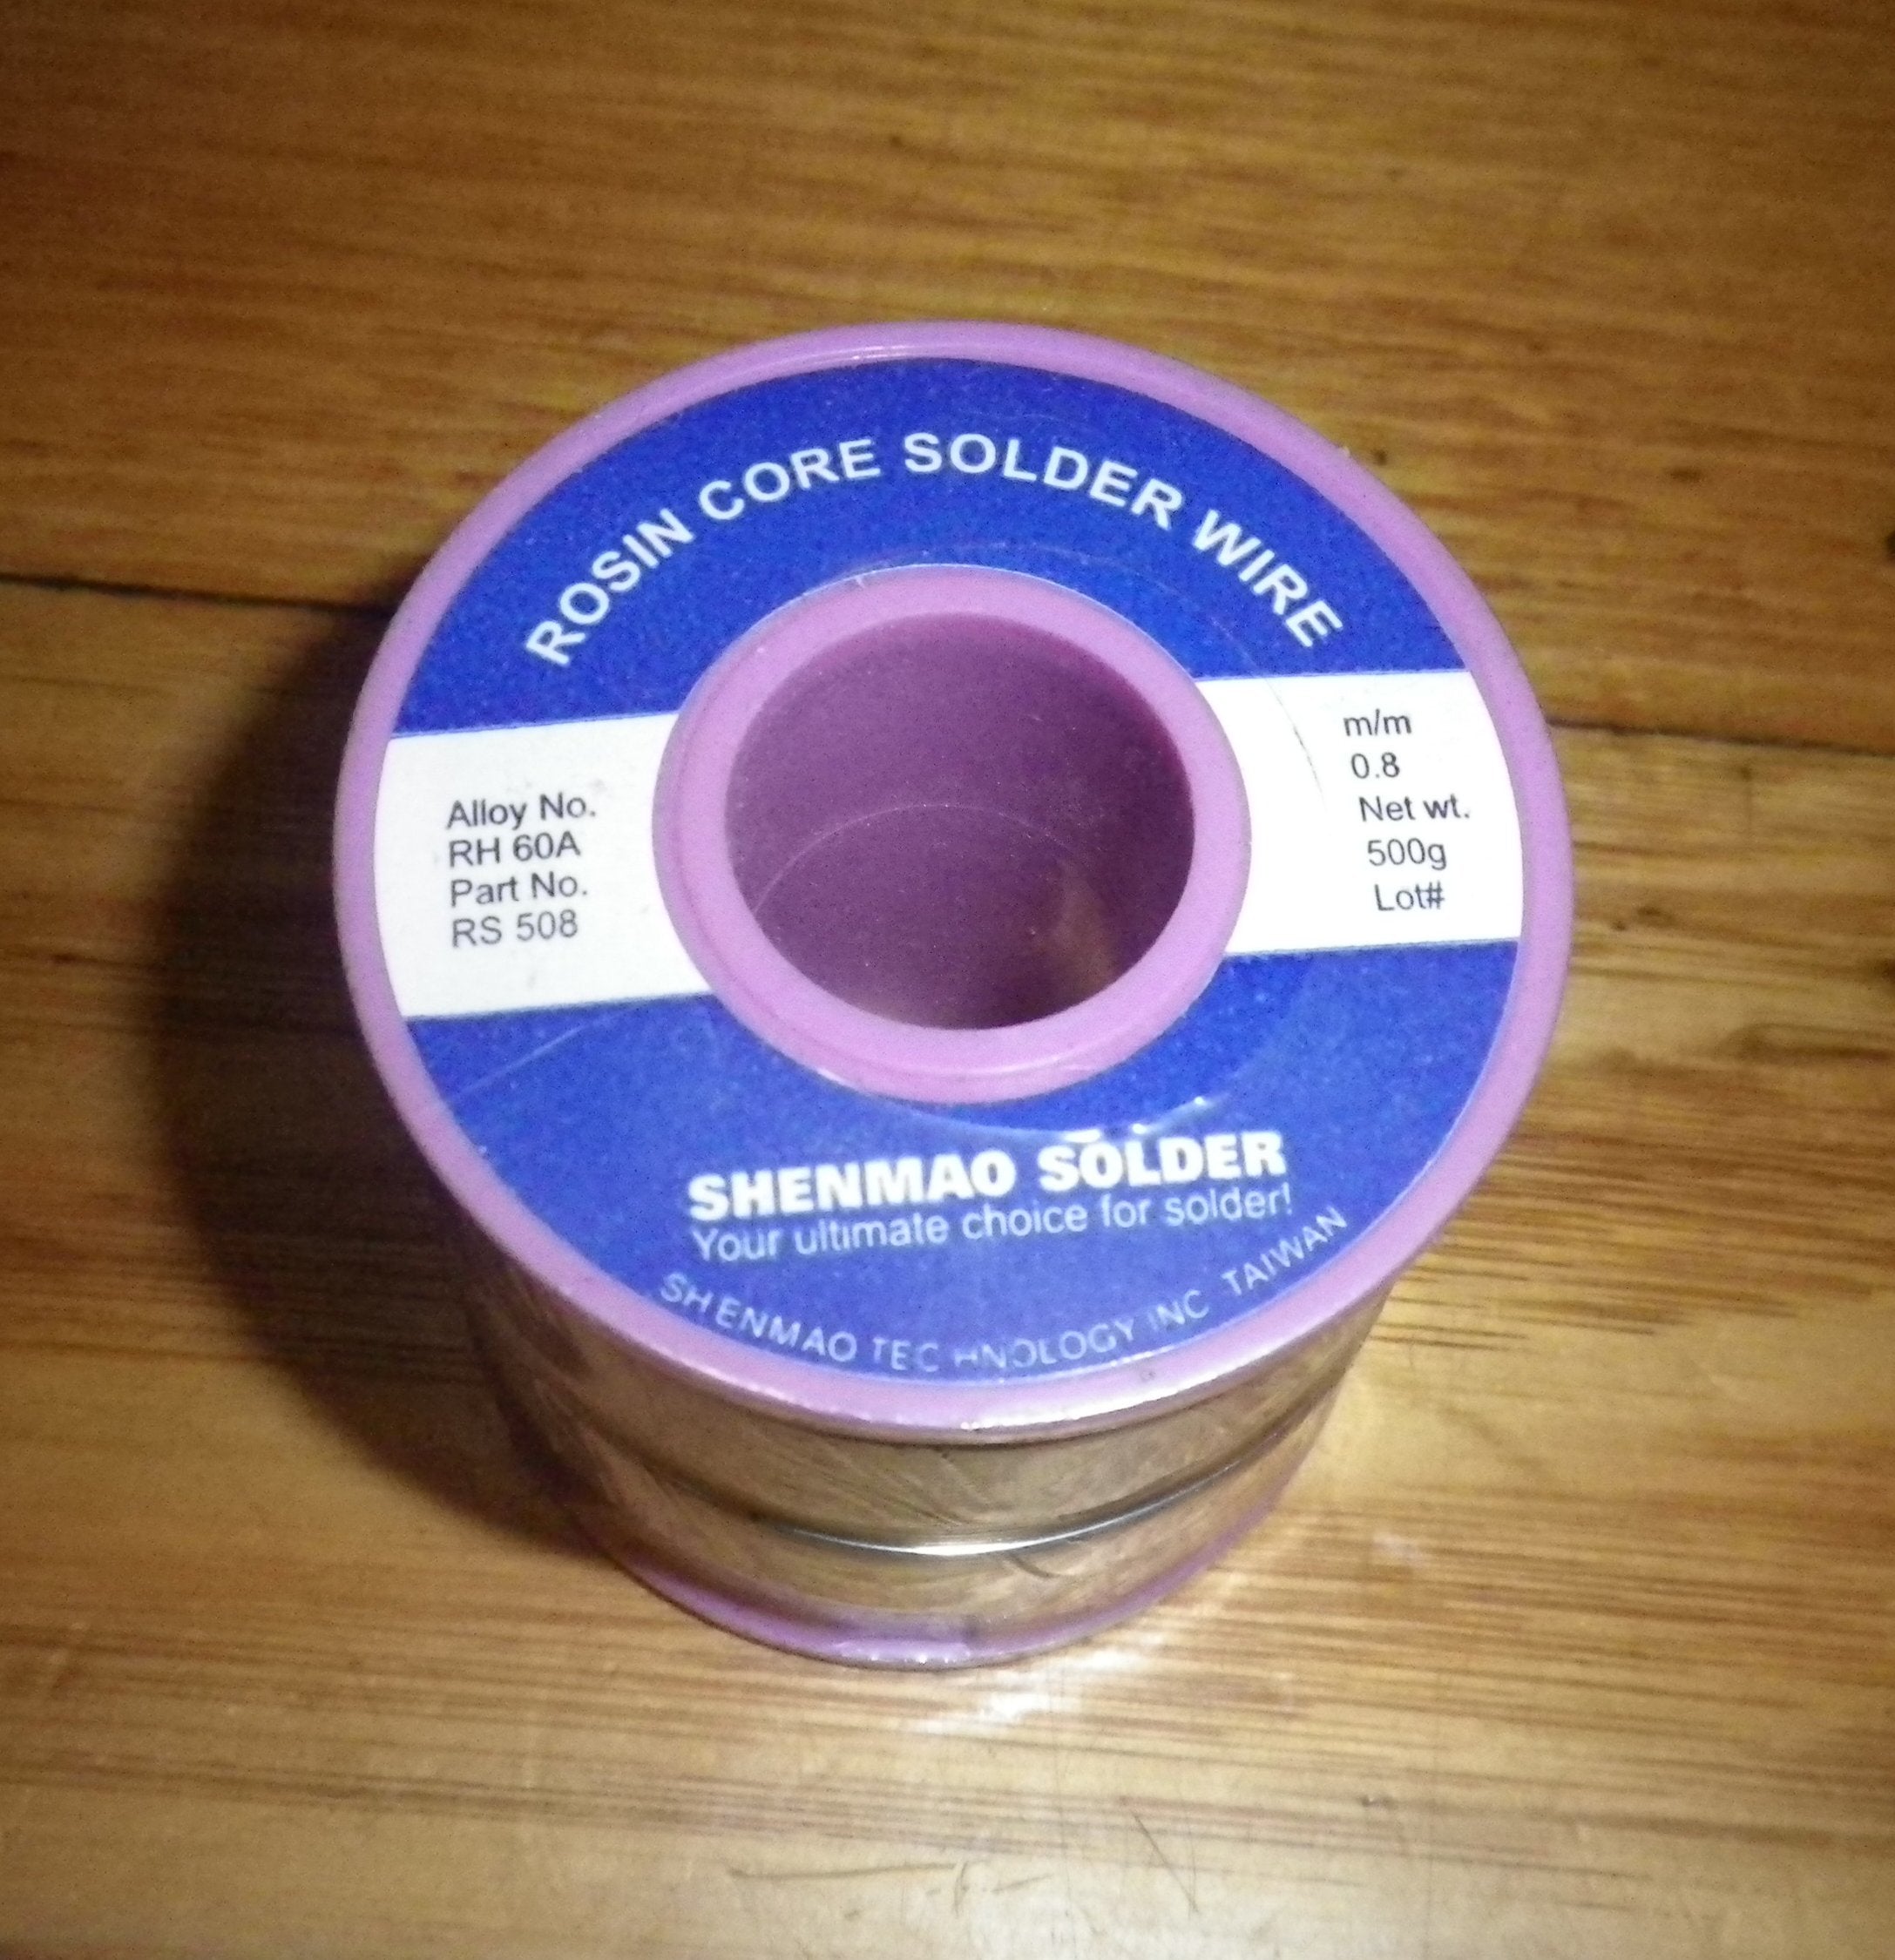 ROSIN CORE SOLDER WIRE
Alloy No.
RH 60A
Part No.
RS 508
m/m
0.8
Net wt.
500g
Lot#
SHENMAO SOLDER
Your ultimate choice for solder!
SHENMAO TECHNOLOGY INC TAIWAN